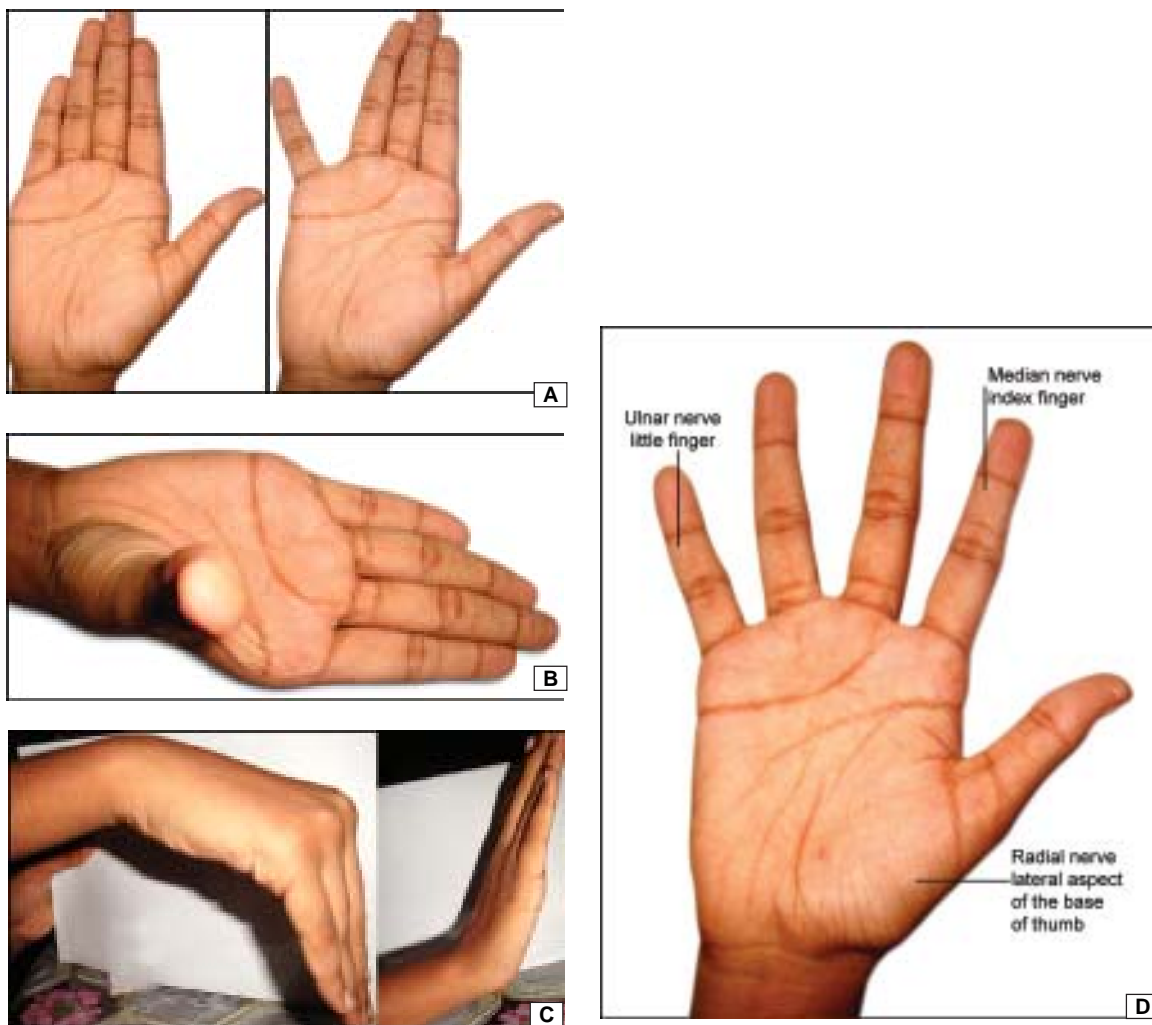 A
B
C
Ulnar nerve
little finger
Median nerve
index finger
Radial nerve
lateral aspect
of the base
of thumb
D